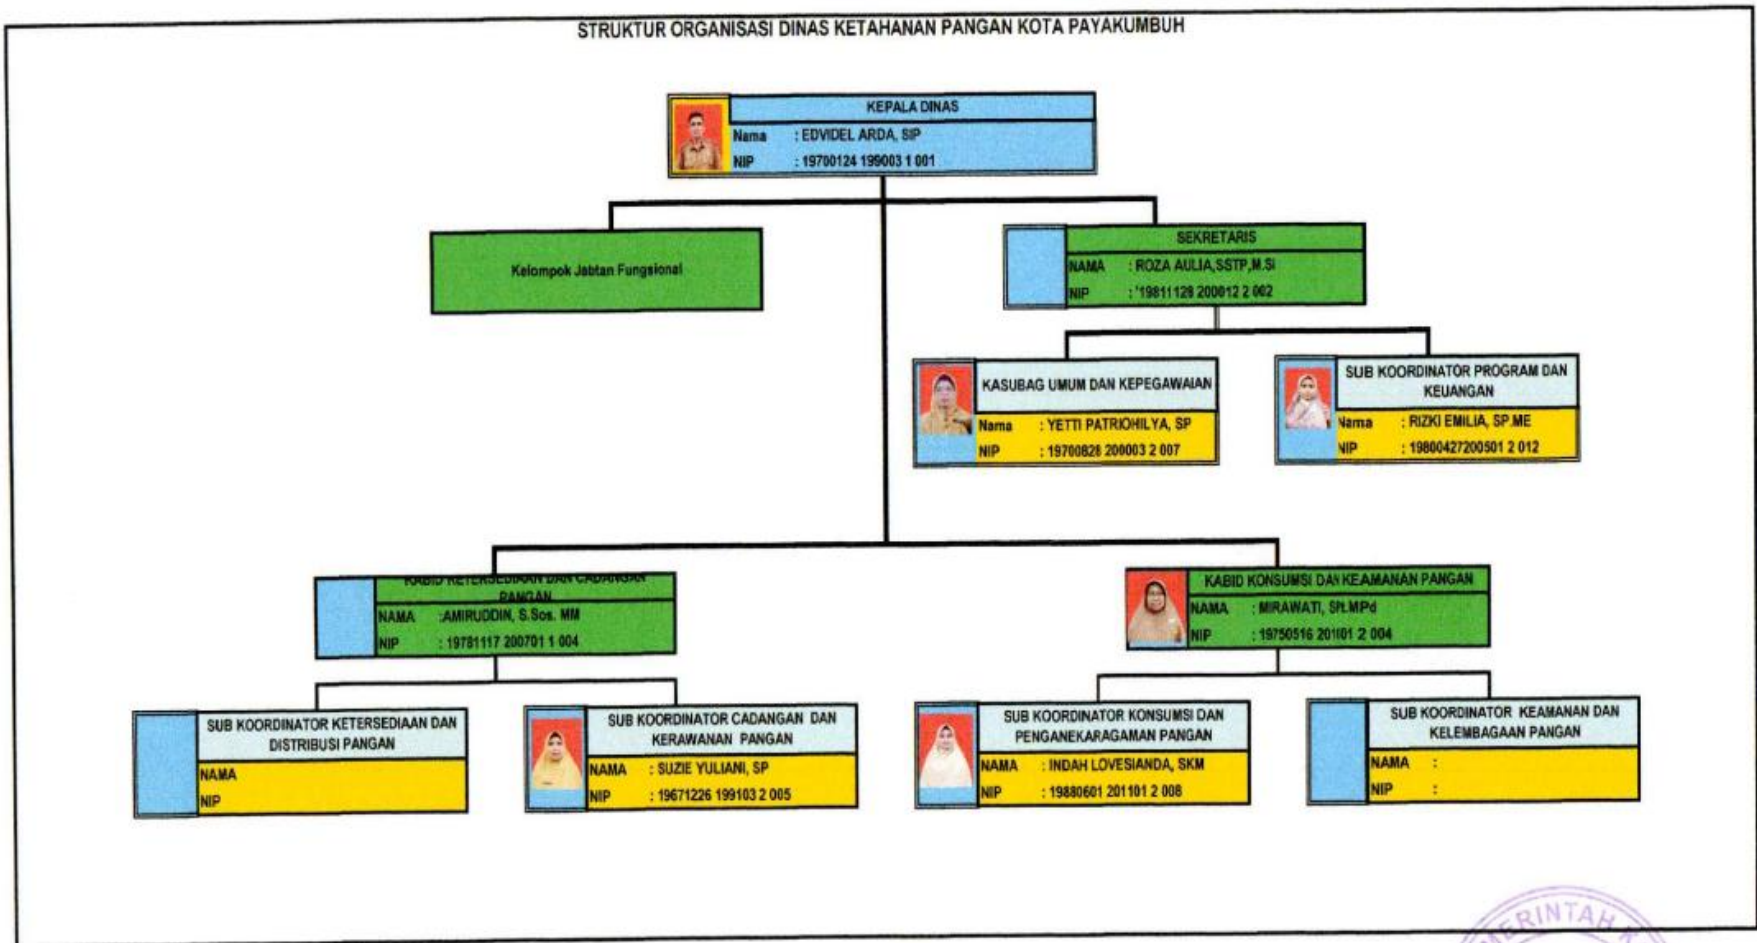 STRUKTUR ORGANISASI DINAS KETAHANAN PANGAN KOTA PAYAKUMBUH
KEPALA DINAS
Nama : EDVIDEL ARDA, SIP
NIP : 19700124 199003 1 001
Kelompok Jabtan Fungsional
SEKRETARIS
NAMA : ROZA AULIA,SSTP,M.Si
NIP : '19811128 200012 2 002
KASUBAG UMUM DAN KEPEGAWAIAN
Nama : YETTI PATRIOHILYA, SP
NIP : 19700828 200003 2 007
SUB KOORDINATOR PROGRAM DAN
KEUANGAN
Nama : RIZKI EMILIA, SP.ME
NIP : 19800427200501 2 012
KABID KETERSEDIAAN DAN CADANGAN
PANGAN
NAMA :AMIRUDDIN, S.Sos. MM
NIP : 19781117 200701 1 004
KABID KONSUMSI DAN KEAMANAN PANGAN
NAMA : MIRAWATI, SPt.MPd
NIP : 19750516 201101 2 004
SUB KOORDINATOR KETERSEDIAAN DAN
DISTRIBUSI PANGAN
NAMA
NIP
SUB KOORDINATOR CADANGAN DAN
KERAWANAN PANGAN
NAMA : SUZIE YULIANI, SP
NIP : 19671226 199103 2 005
SUB KOORDINATOR KONSUMSI DAN
PENGANEKARAGAMAN PANGAN
NAMA : INDAH LOVESIANDA, SKM
NIP : 19880601 201101 2 008
SUB KOORDINATOR KEAMANAN DAN
KELEMBAGAAN PANGAN
NAMA :
NIP :